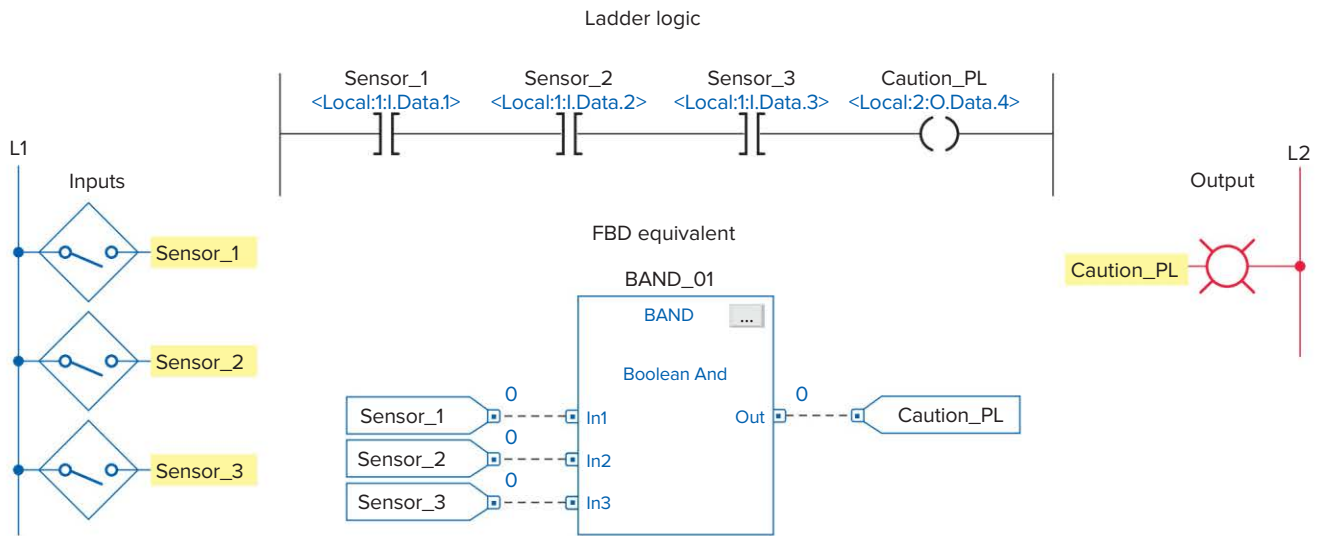 Ladder logic
Sensor_1 Sensor_2 Sensor_3 Caution_PL
<Local:1:I.Data.1> <Local:1:I.Data.2> <Local:1:I.Data.3> <Local:2:O.Data.4>
L1
L2
Inputs
Output
Sensor_1
Sensor_2
Sensor_3
Caution_PL
FBD equivalent
BAND_01
BAND ...
Boolean And
Sensor_1 0 In1 Out 0 Caution_PL
Sensor_2 0 In2
Sensor_3 0 In3